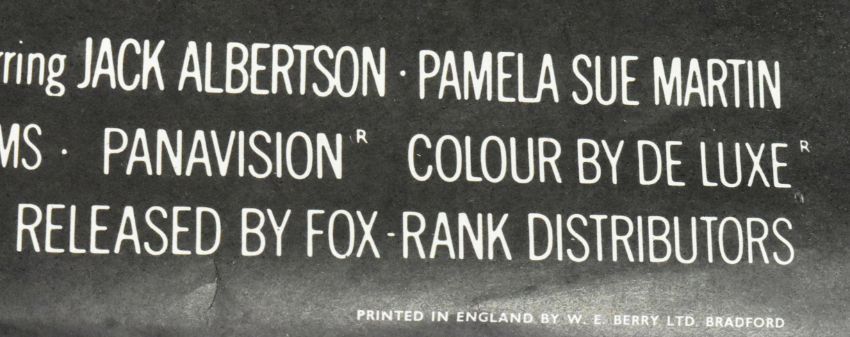 rring JACK ALBERTSON · PAMELA SUE MARTIN
MS · PANAVISION® COLOUR BY DE LUXE®
RELEASED BY FOX-RANK DISTRIBUTORS
PRINTED IN ENGLAND BY W. E. BERRY LTD. BRADFORD